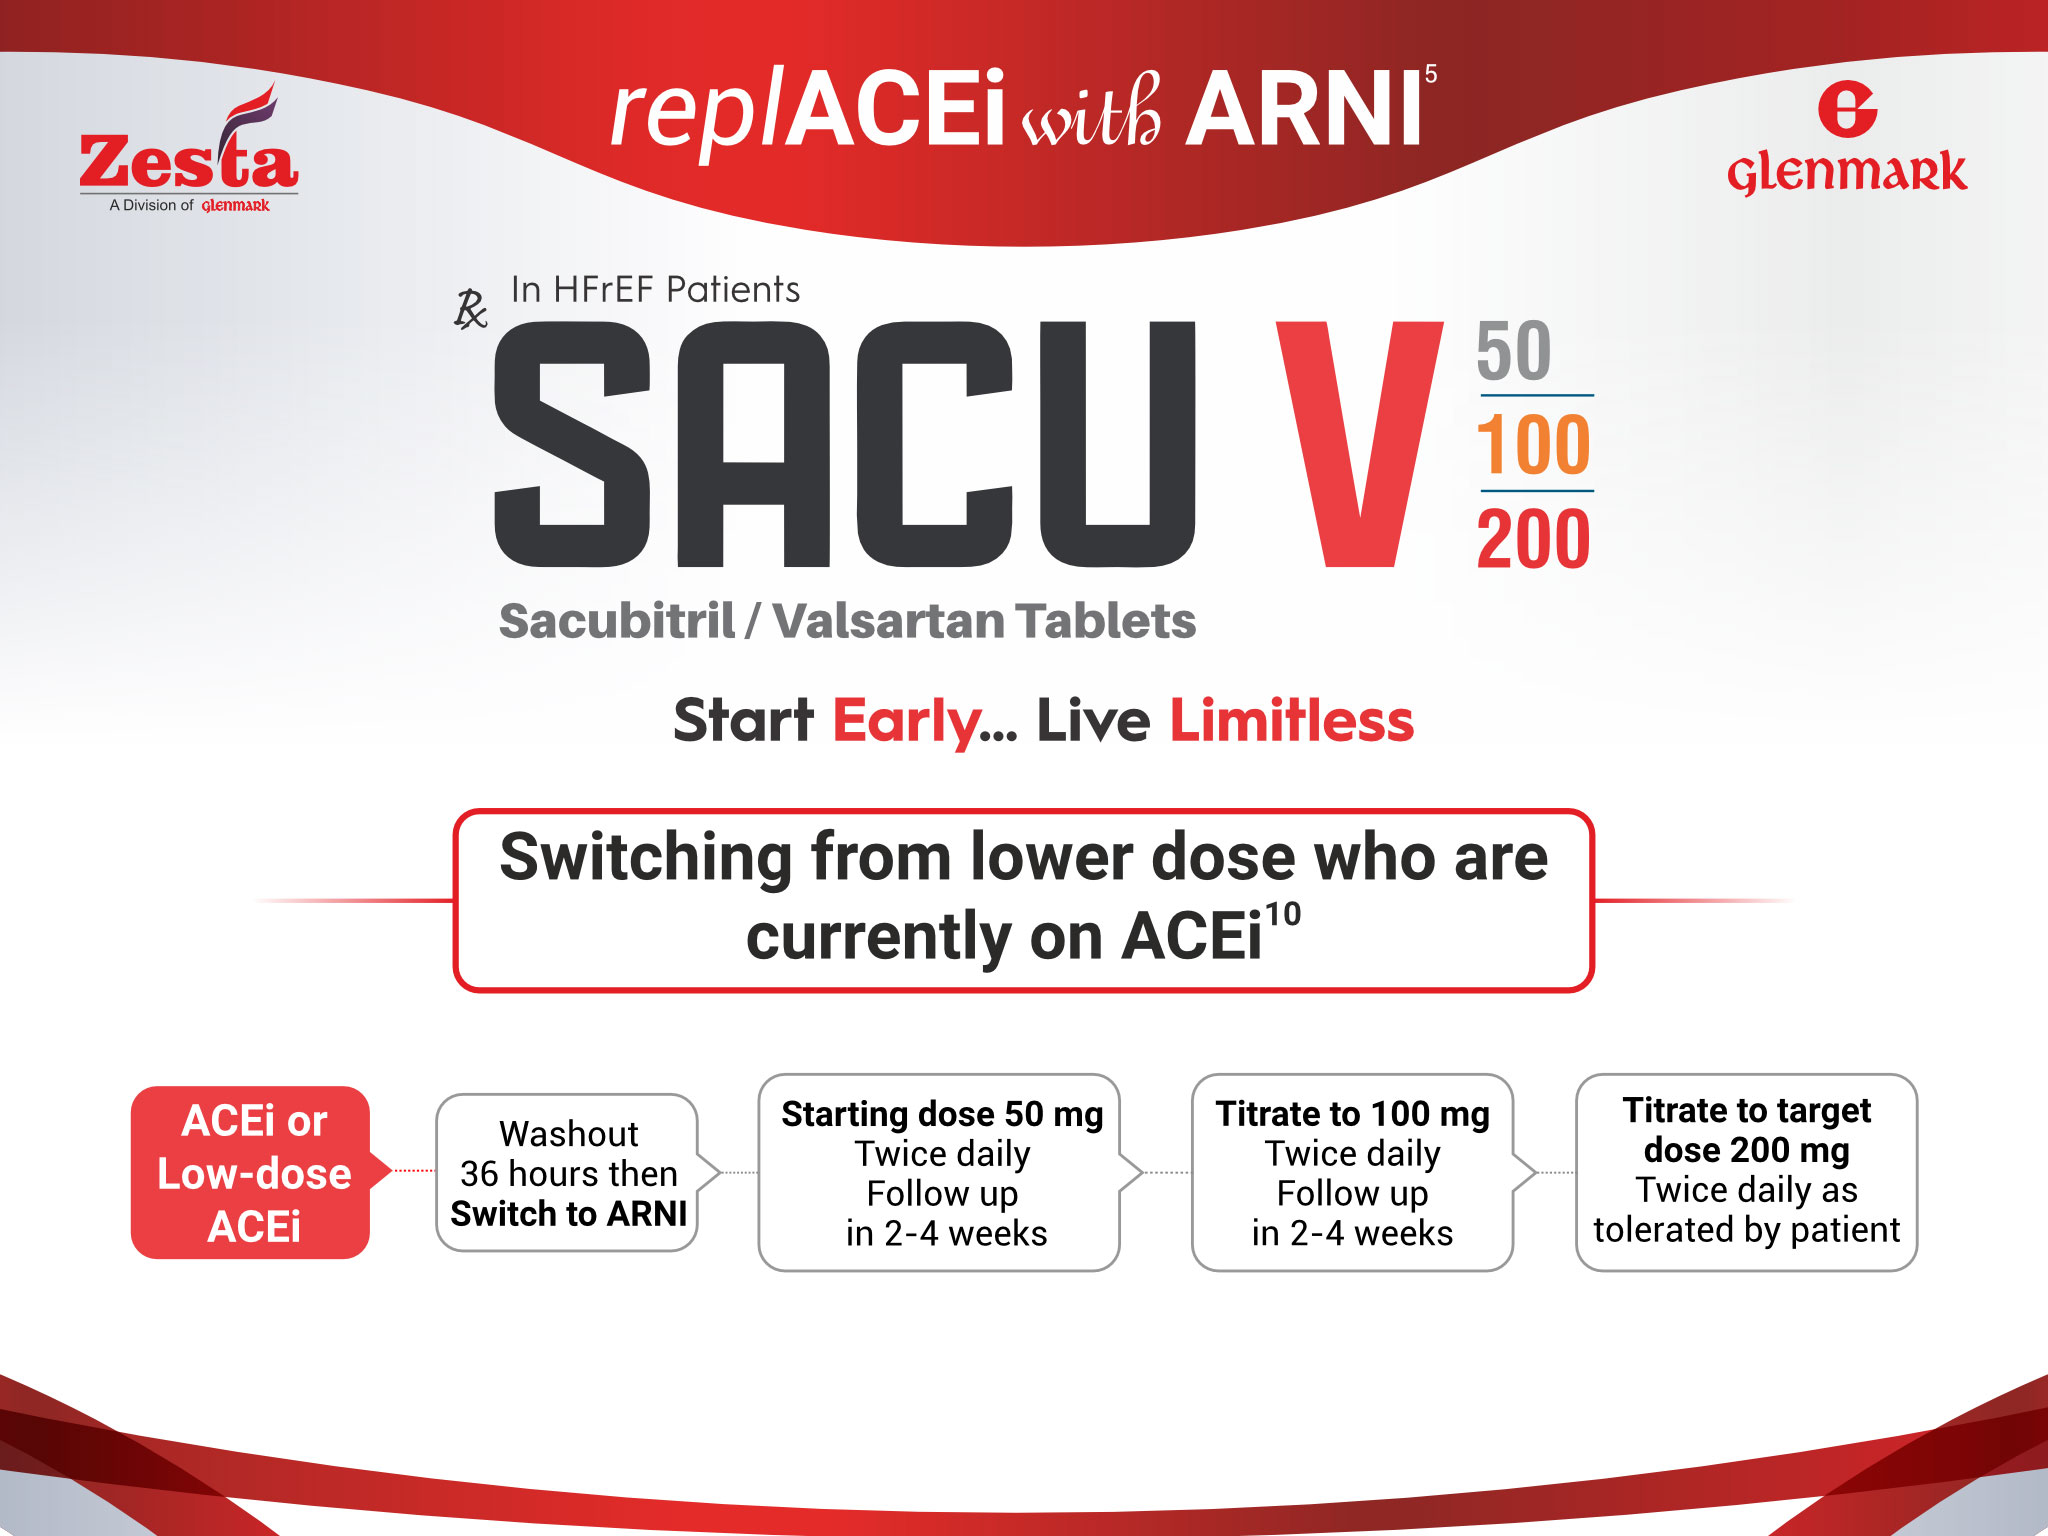 replACEi with ARNI5
Zesta
A Division of glenmark
glenmark
Rx In HFrEF Patients
SACU V
50
100
200
Sacubitril / Valsartan Tablets
Start Early... Live Limitless
Switching from lower dose who are
currently on ACEi10
ACEi or
Low-dose
ACEi
Washout
36 hours then
Switch to ARNI
Starting dose 50 mg
Twice daily
Follow up
in 2-4 weeks
Titrate to 100 mg
Twice daily
Follow up
in 2-4 weeks
Titrate to target
dose 200 mg
Twice daily as
tolerated by patient